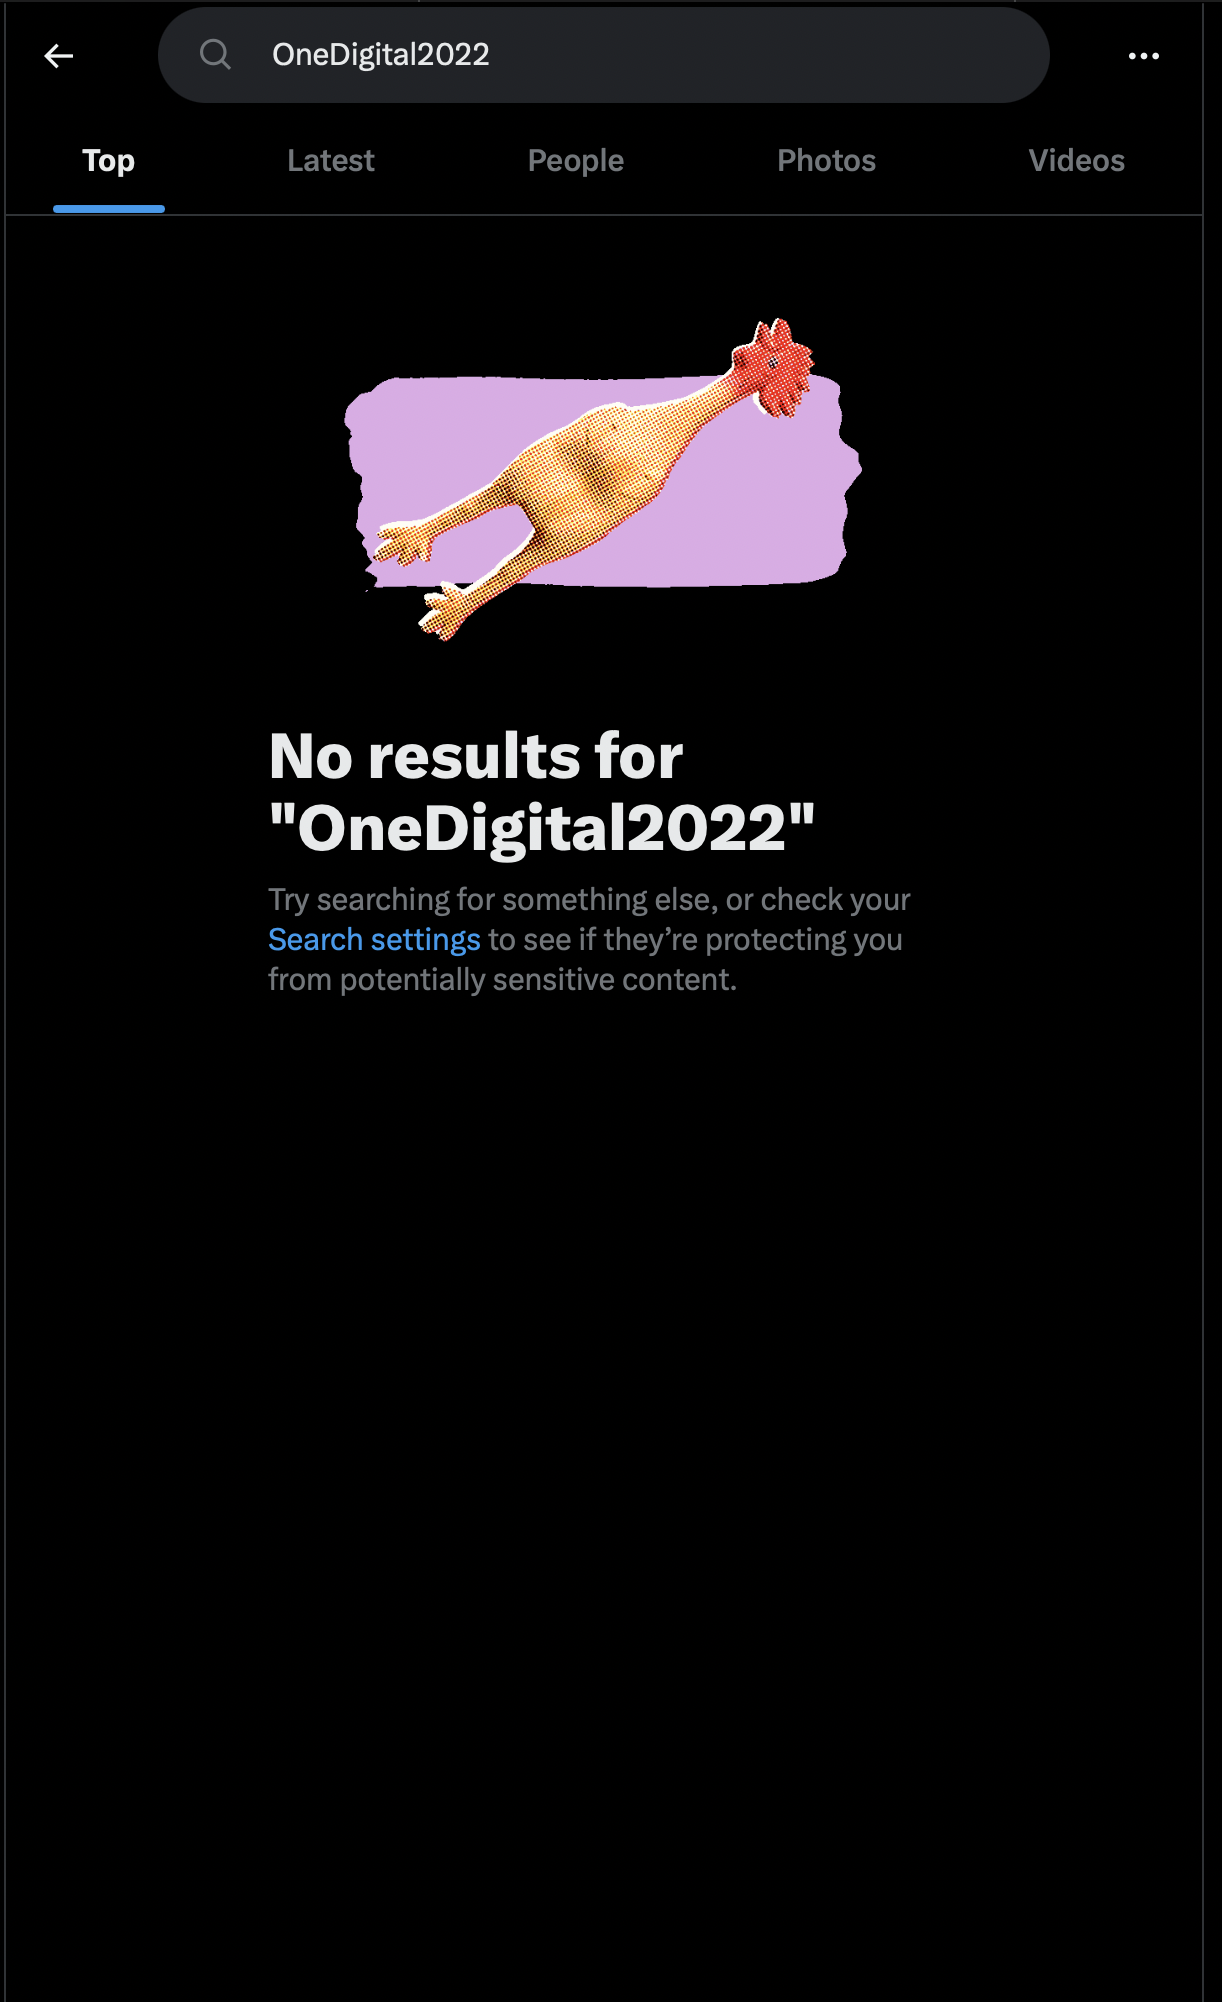 OneDigital2022
Top Latest People Photos Videos
No results for
"OneDigital2022"
Try searching for something else, or check your
Search settings to see if they’re protecting you
from potentially sensitive content.